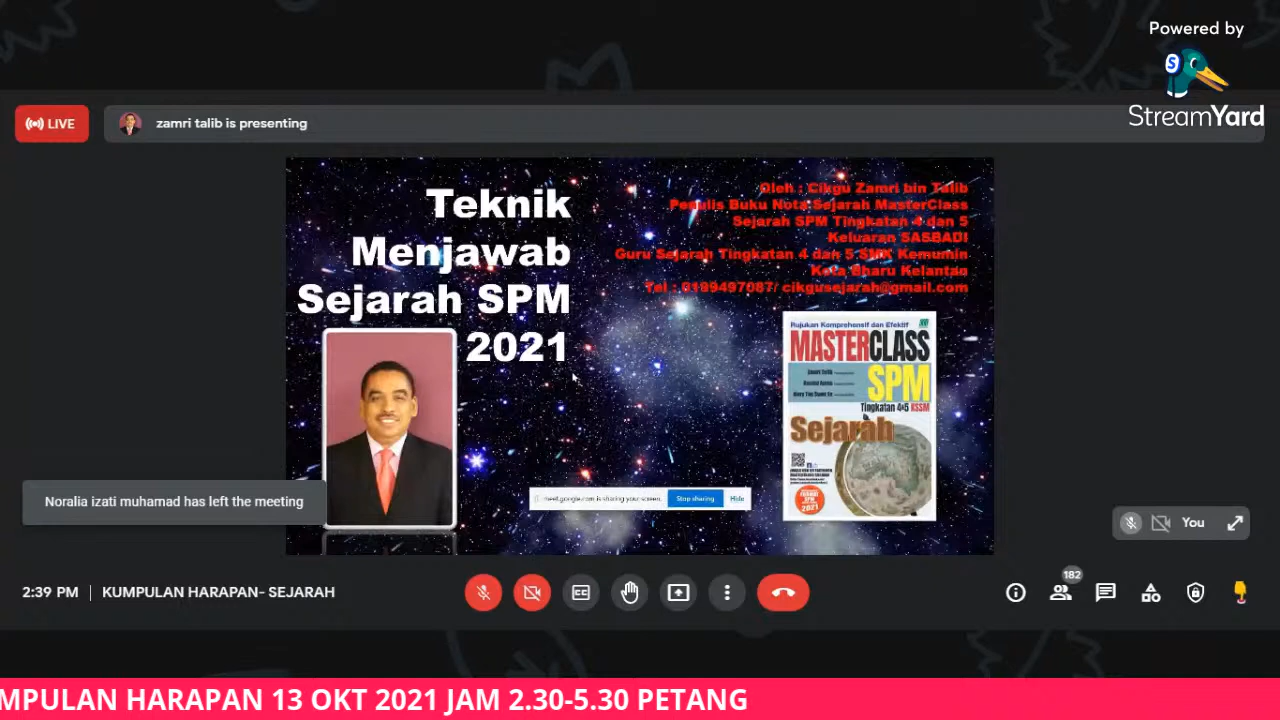 Powered by
StreamYard
LIVE
zamri talib is presenting
Teknik
Menjawab
Sejarah SPM
2021
Oleh : Cikgu Zamri bin Talib
Penulis Buku Nota Sejarah MasterClass
Sejarah SPM Tingkatan 4 dan 5
Keluaran SASBADI
Guru Sejarah Tingkatan 4 dan 5 SMK Kemumin
Kota Bharu Kelantan
Tel : 0199497087/ cikgusejarah@gmail.com
Rujukan Komprehensif dan Efektif
MASTERCLASS
SPM
Tingkatan 4•5 KSSM
Sejarah
meet.google.com is sharing your screen.
Stop sharing
Hide
Noralia izati muhamad has left the meeting
You
2:39 PM
KUMPULAN HARAPAN- SEJARAH
182
MPULAN HARAPAN 13 OKT 2021 JAM 2.30-5.30 PETANG